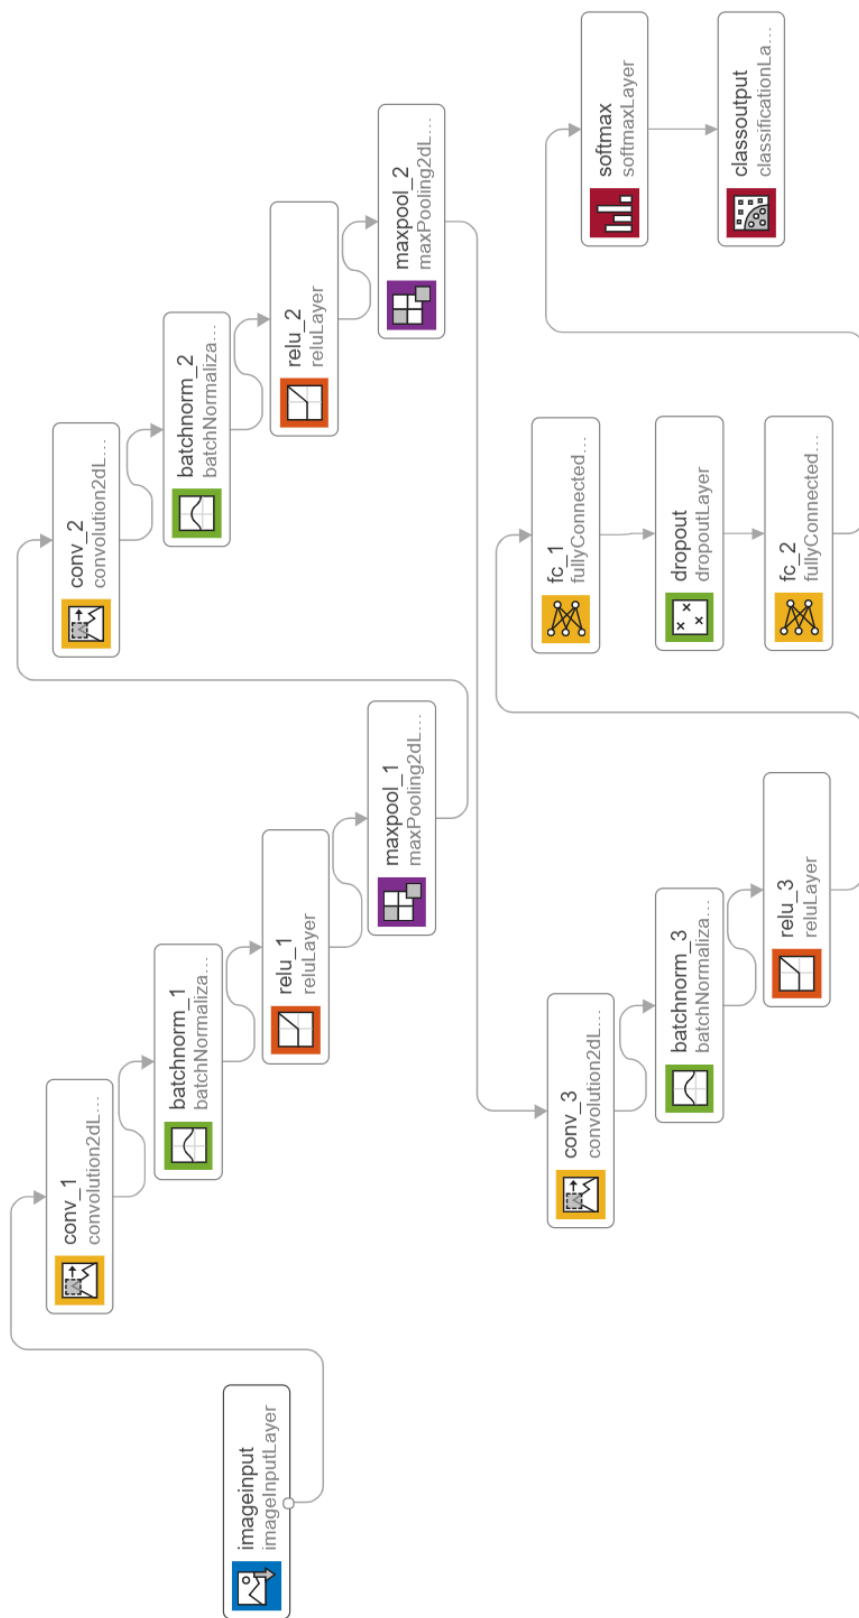 imageinput
imageInputLayer
conv_1
convolution2dL...
batchnorm_1
batchNormaliza...
relu_1
reluLayer
maxpool_1
maxPooling2dL...
conv_2
convolution2dL...
batchnorm_2
batchNormaliza...
relu_2
reluLayer
maxpool_2
maxPooling2dL...
conv_3
convolution2dL...
batchnorm_3
batchNormaliza...
relu_3
reluLayer
fc_1
fullyConnected...
dropout
dropoutLayer
fc_2
fullyConnected...
softmax
softmaxLayer
classoutput
classificationLa...